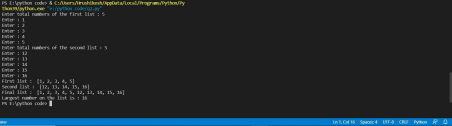 PS E:\python code> & C:/Users/Hrushikesh/AppData/Local/Programs/Python/Py
thon39/python.exe "e:/python code/q1.py"
Enter total numbers of the first list : 5
Enter : 1
Enter : 2
Enter : 3
Enter : 4
Enter : 5
Enter total numbers of the second list : 5
Enter : 12
Enter : 13
Enter : 14
Enter : 15
Enter : 16
First list : [1, 2, 3, 4, 5]
Second list : [12, 13, 14, 15, 16]
Final list : [1, 2, 3, 4, 5, 12, 13, 14, 15, 16]
Largest number on the list is : 16
PS E:\python code>
Ln 1, Col 16 Spaces: 4 UTF-8 CRLF Python